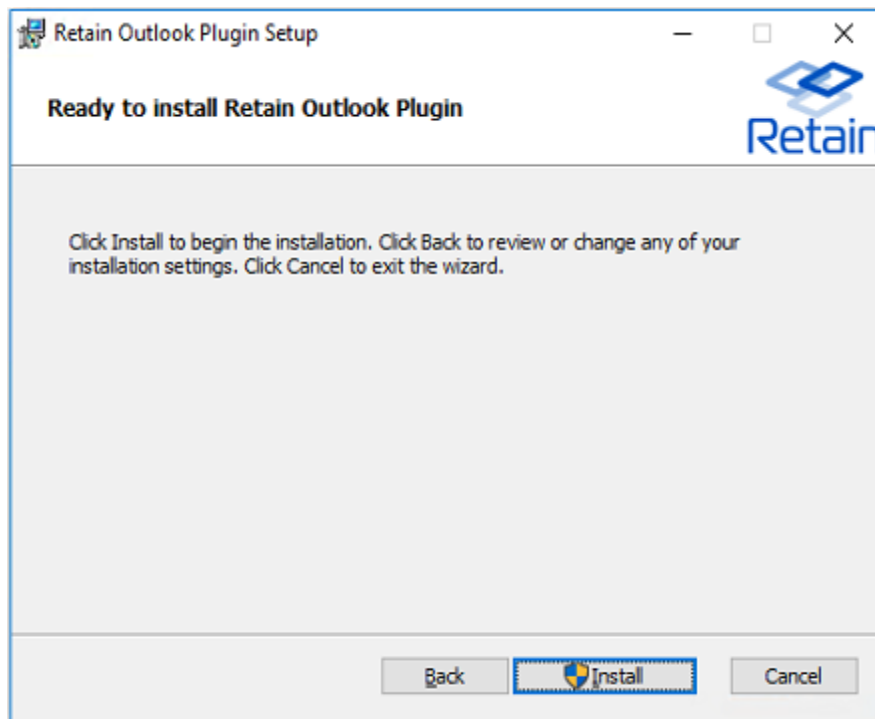 Retain Outlook Plugin Setup
Ready to install Retain Outlook Plugin
Retain
Click Install to begin the installation. Click Back to review or change any of your
installation settings. Click Cancel to exit the wizard.
Back Install Cancel